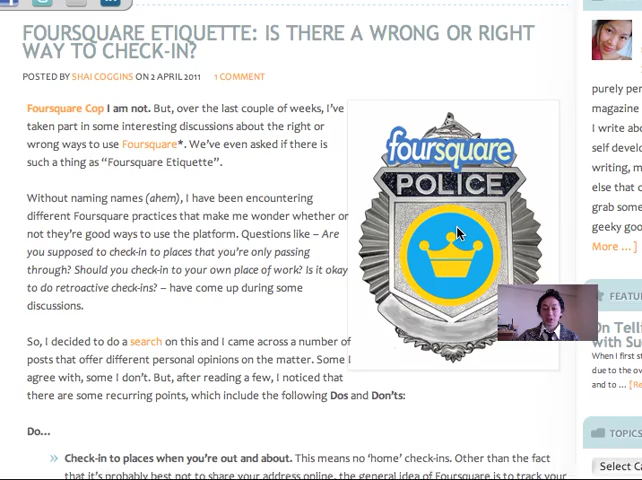 FOURSQUARE ETIQUETTE: IS THERE A WRONG OR RIGHT
WAY TO CHECK-IN?
POSTED BY SHAI COGGINS ON 2 APRIL 2011 1 COMMENT
Foursquare Cop I am not. But, over the last couple of weeks, I've
taken part in some interesting discussions about the right or
wrong ways to use Foursquare*. We've even asked if there is
such a thing as “Foursquare Etiquette”.
Without naming names (ahem), I have been encountering
different Foursquare practices that make me wonder whether or
not they're good ways to use the platform. Questions like – Are
you supposed to check-in to places that you're only passing
through? Should you check-in to your own place of work? Is it okay
to do retroactive check-ins? – have come up during some
discussions.
So, I decided to do a search on this and I came across a number of
posts that offer different personal opinions on the matter. Some I
agree with, some I don't. But, after reading a few, I noticed that
there are some recurring points, which include the following Dos and Don'ts:
Do...
» Check-in to places when you're out and about. This means no 'home' check-ins. Other than the fact
that it's probably best not to share your address online, the general idea of Foursquare is to track your
foursquare
POLICE
purely per
magazine
I write abo
self develo
writing, m
else that c
grab some
geeky goo
More ...]
FEATU
On Telli
with Su
When I first st
due to the ov
and to ... [Re
TOPICS
Select Ca